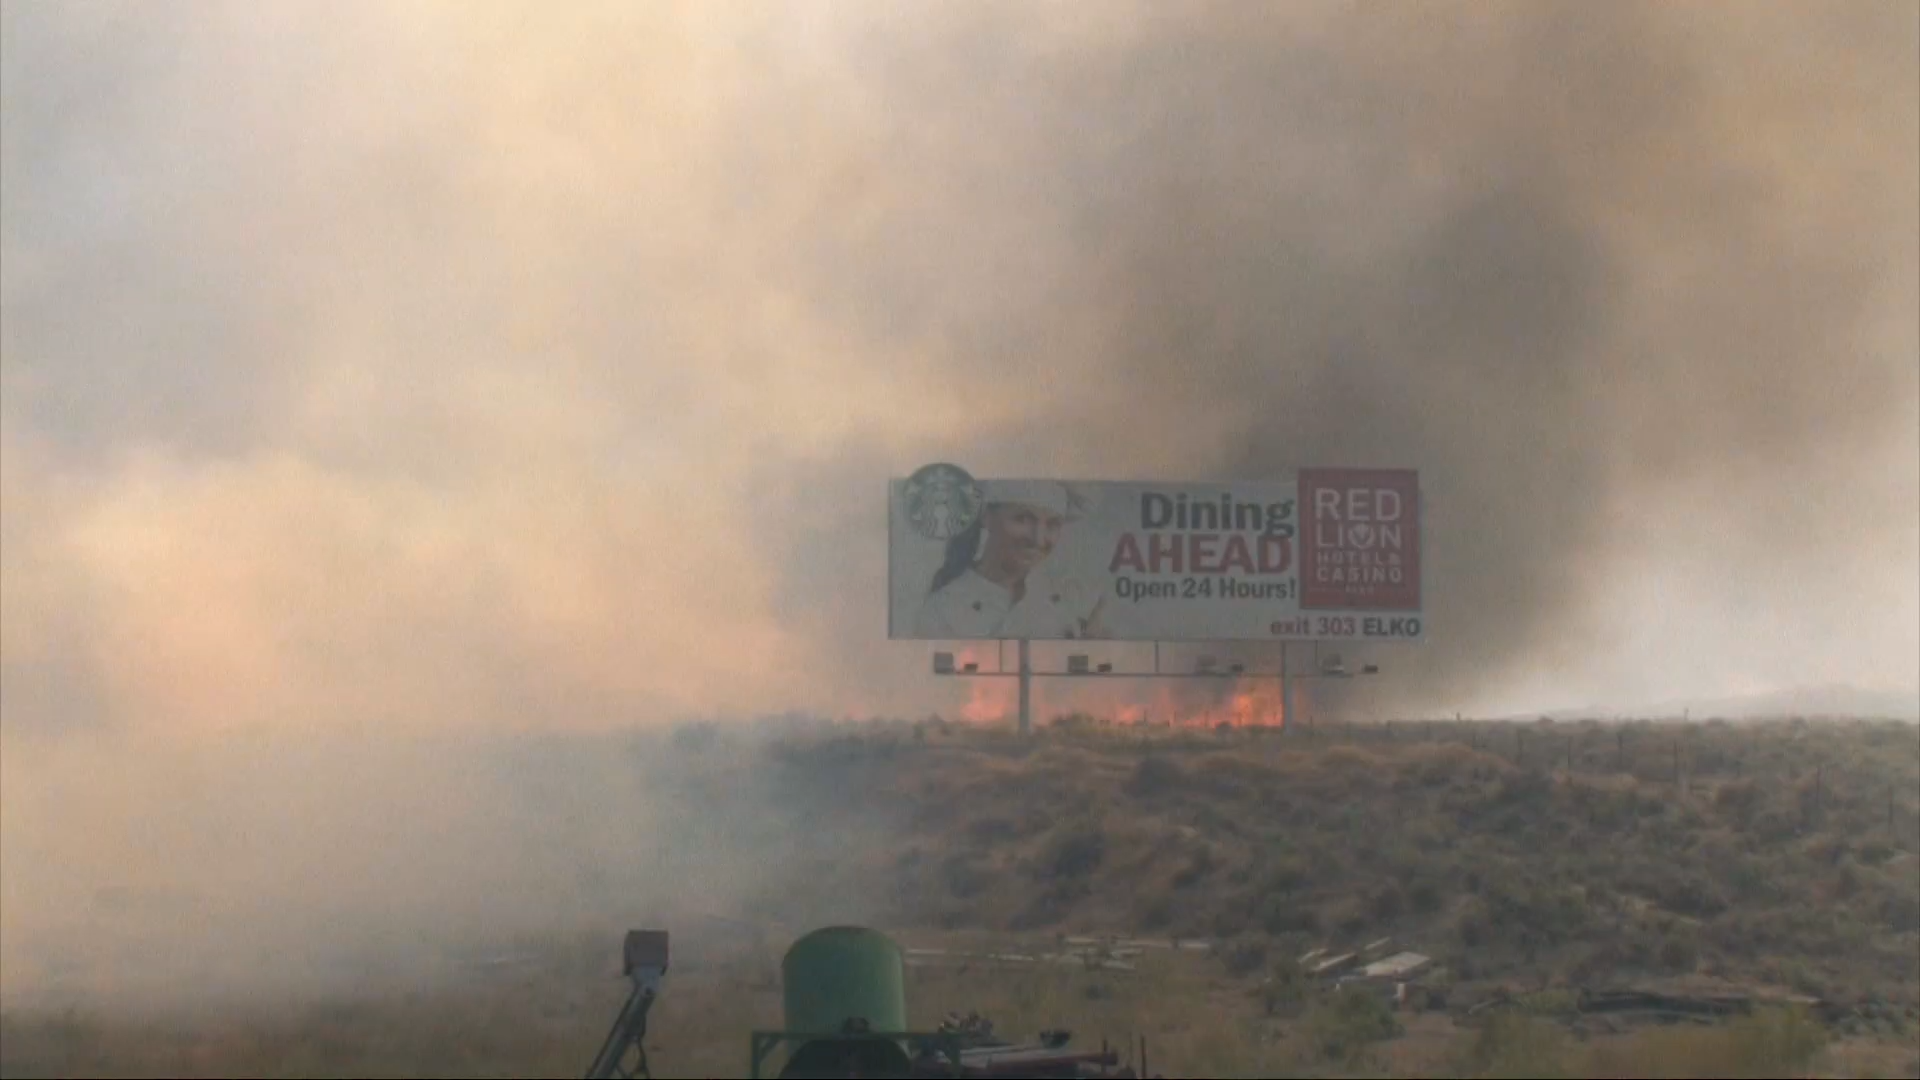 Dining
AHEAD
Open 24 Hours!
RED
LION
HOTEL &
CASINO
exit 303 ELKO